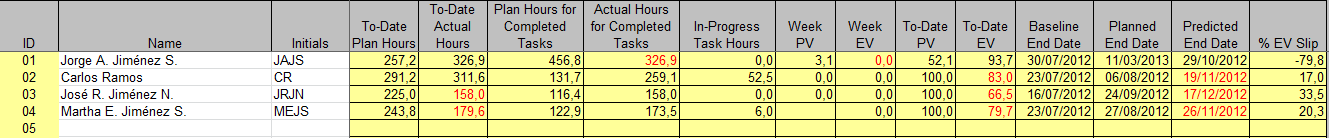 ID Name Initials To-Date Plan Hours To-Date Actual Hours Plan Hours for Completed Tasks Actual Hours for Completed Tasks In-Progress Task Hours Week PV Week EV To-Date PV To-Date EV Baseline End Date Planned End Date Predicted End Date % EV Slip
01 Jorge A. Jiménez S. JAJS 257,2 326,9 456,8 326,9 0,0 3,1 0,0 52,1 93,7 30/07/2012 11/03/2013 29/10/2012 -79,8
02 Carlos Ramos CR 291,2 311,6 131,7 259,1 52,5 0,0 100,0 83,0 23/07/2012 06/08/2012 19/11/2012 17,0
03 José R. Jiménez N. JRJN 225,0 158,0 116,4 158,0 0,0 0,0 100,0 66,5 16/07/2012 24/09/2012 17/12/2012 33,5
04 Martha E. Jiménez S. MEJS 243,8 179,6 122,9 173,5 6,0 100,0 79,7 23/07/2012 27/08/2012 26/11/2012 20,3
05